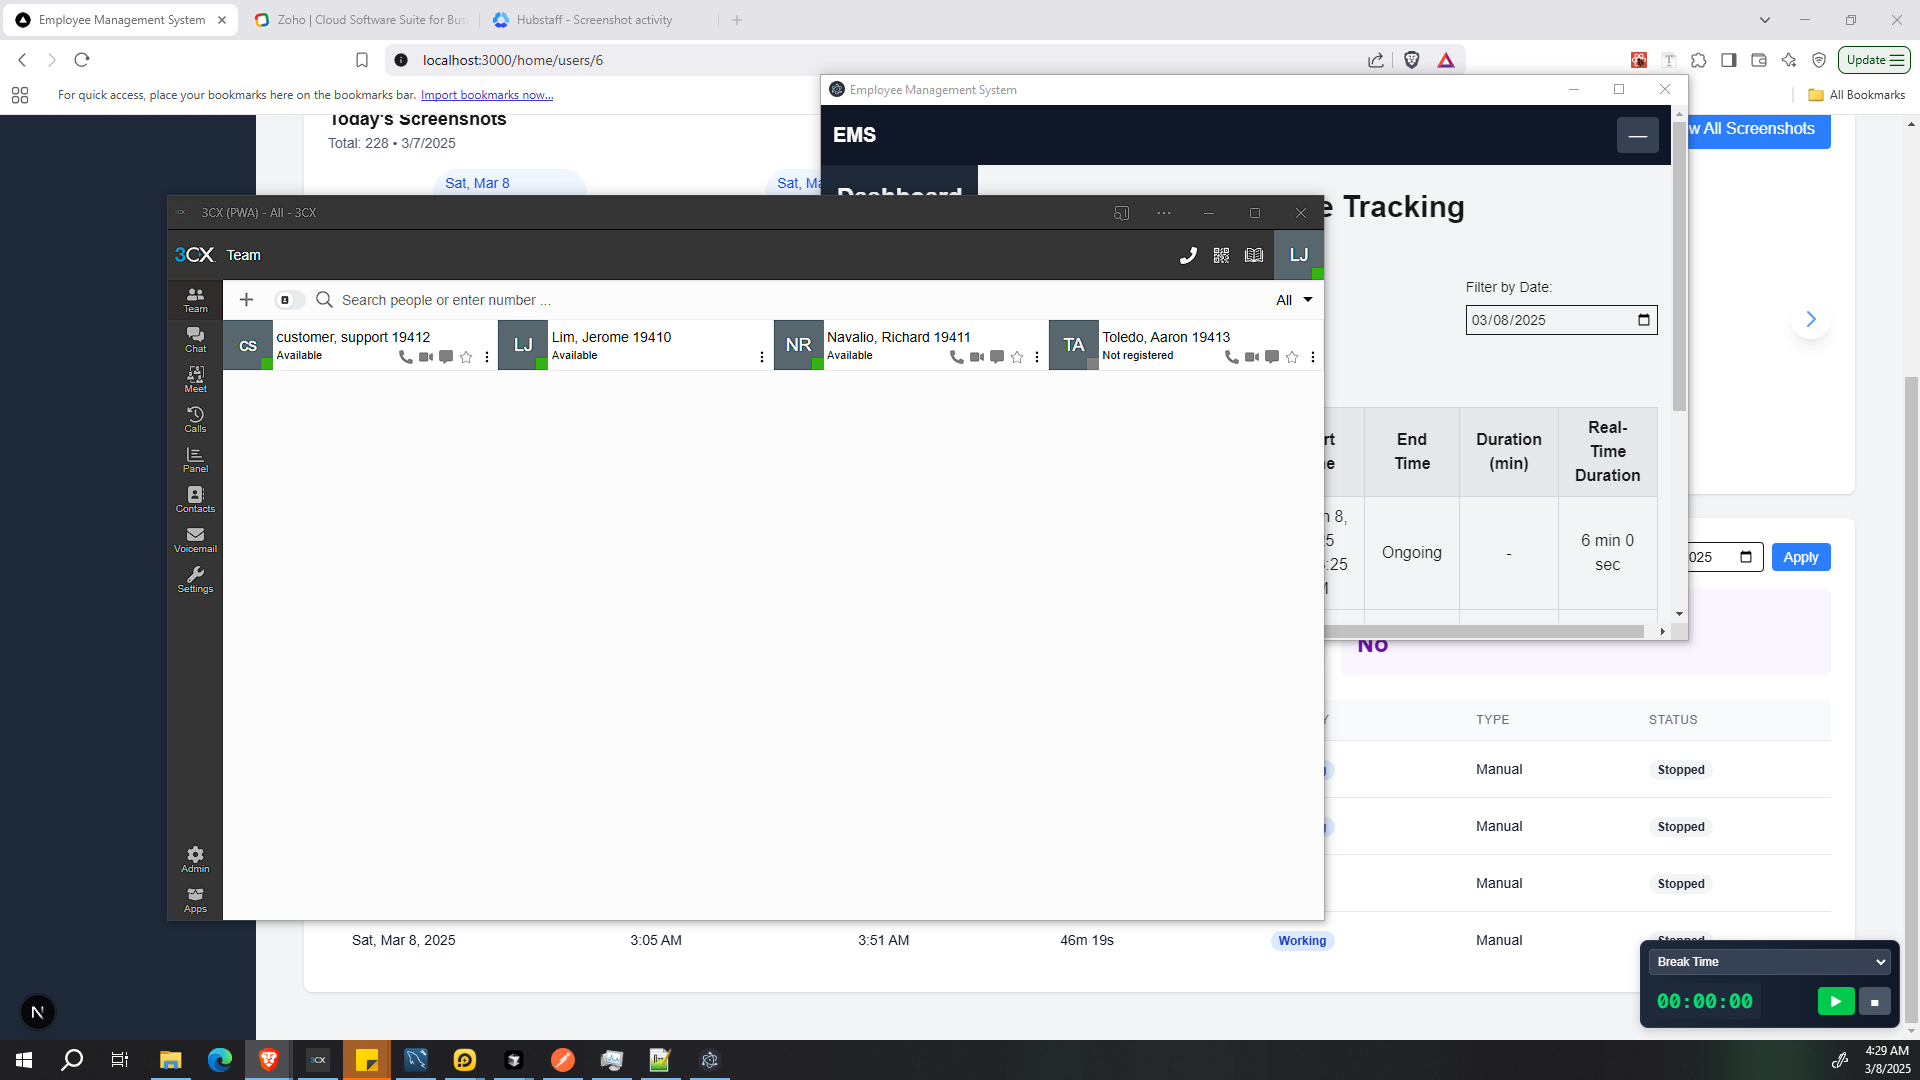 Employee Management System
Zoho | Cloud Software Suite for Bus
Hubstaff - Screenshot activity
localhost:3000/home/users/6
Update
For quick access, place your bookmarks here on the bookmarks bar. Import bookmarks now...
All Bookmarks
Today's Screenshots
Total: 228 • 3/7/2025
Sat, Mar 8
Sat, Ma
w All Screenshots
Employee Management System
EMS
Dashboard
e Tracking
Filter by Date:
03/08/2025
rt
End Time
Duration (min)
Real-Time Duration
8,
Ongoing
-
6 min 0 sec
:25
3CX (PWA) - All - 3CX
3CX Team
LJ
Team
Chat
Meet
Calls
Panel
Contacts
Voicemail
Settings
Admin
Apps
Search people or enter number ...
All
CS
customer, support 19412
Available
LJ
Lim, Jerome 19410
Available
NR
Navalio, Richard 19411
Available
TA
Toledo, Aaron 19413
Not registered
025
Apply
No
Y
TYPE
STATUS
Manual
Stopped
Manual
Stopped
Manual
Stopped
Sat, Mar 8, 2025
3:05 AM
3:51 AM
46m 19s
Working
Manual
Stopped
Break Time
00:00:00
N
3CX
4:29 AM
3/8/2025